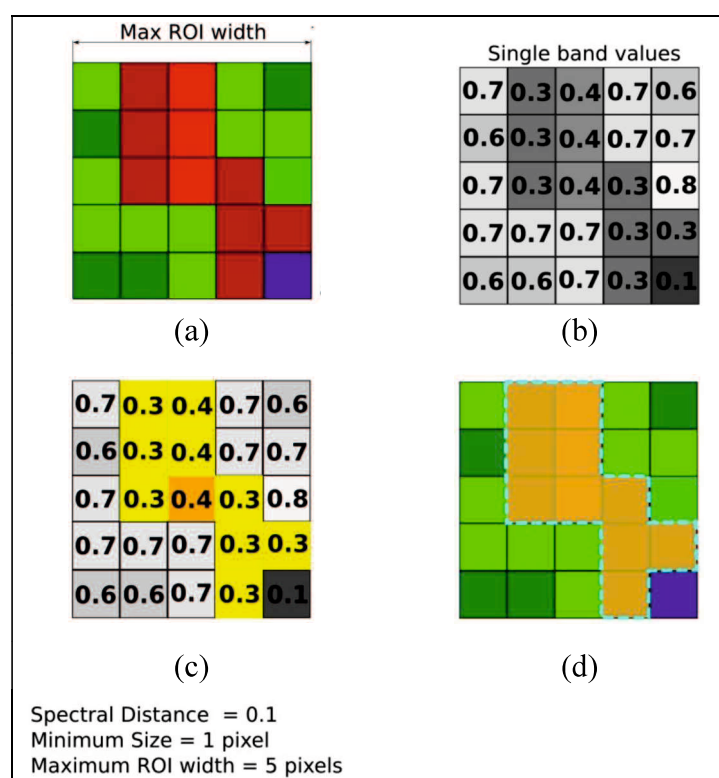 Max ROI width
Single band values
0.7 0.3 0.4 0.7 0.6
0.6 0.3 0.4 0.7 0.7
0.7 0.3 0.4 0.3 0.8
0.7 0.7 0.7 0.3 0.3
0.6 0.6 0.7 0.3 0.1
(a)
(b)
0.7 0.3 0.4 0.7 0.6
0.6 0.3 0.4 0.7 0.7
0.7 0.3 0.4 0.3 0.8
0.7 0.7 0.7 0.3 0.3
0.6 0.6 0.7 0.3 0.1
(c)
(d)
Spectral Distance = 0.1
Minimum Size = 1 pixel
Maximum ROI width = 5 pixels